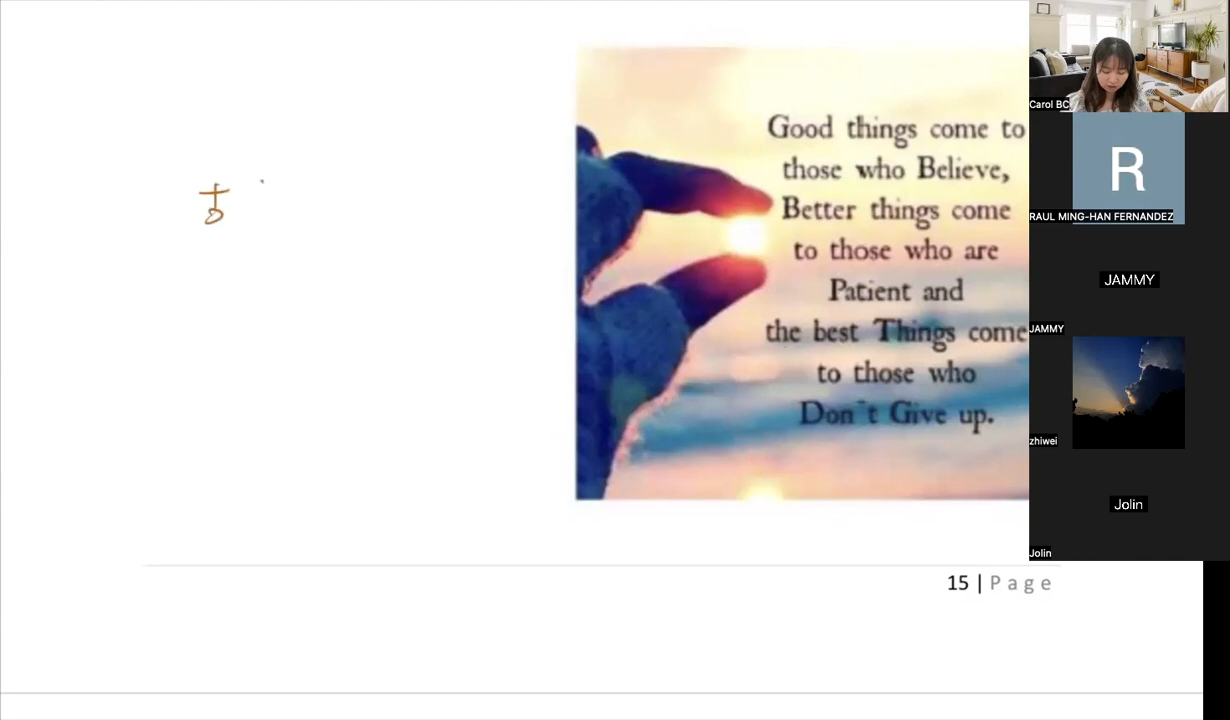 吉
Good things come to
those who Believe,
Better things come
to those who are
Patient and
the best Things come
to those who
Don't Give up.
15 | Page
Carol BC
R
RAUL MING-HAN FERNANDEZ
JAMMY
JAMMY
zhiwei
Jolin
Jolin